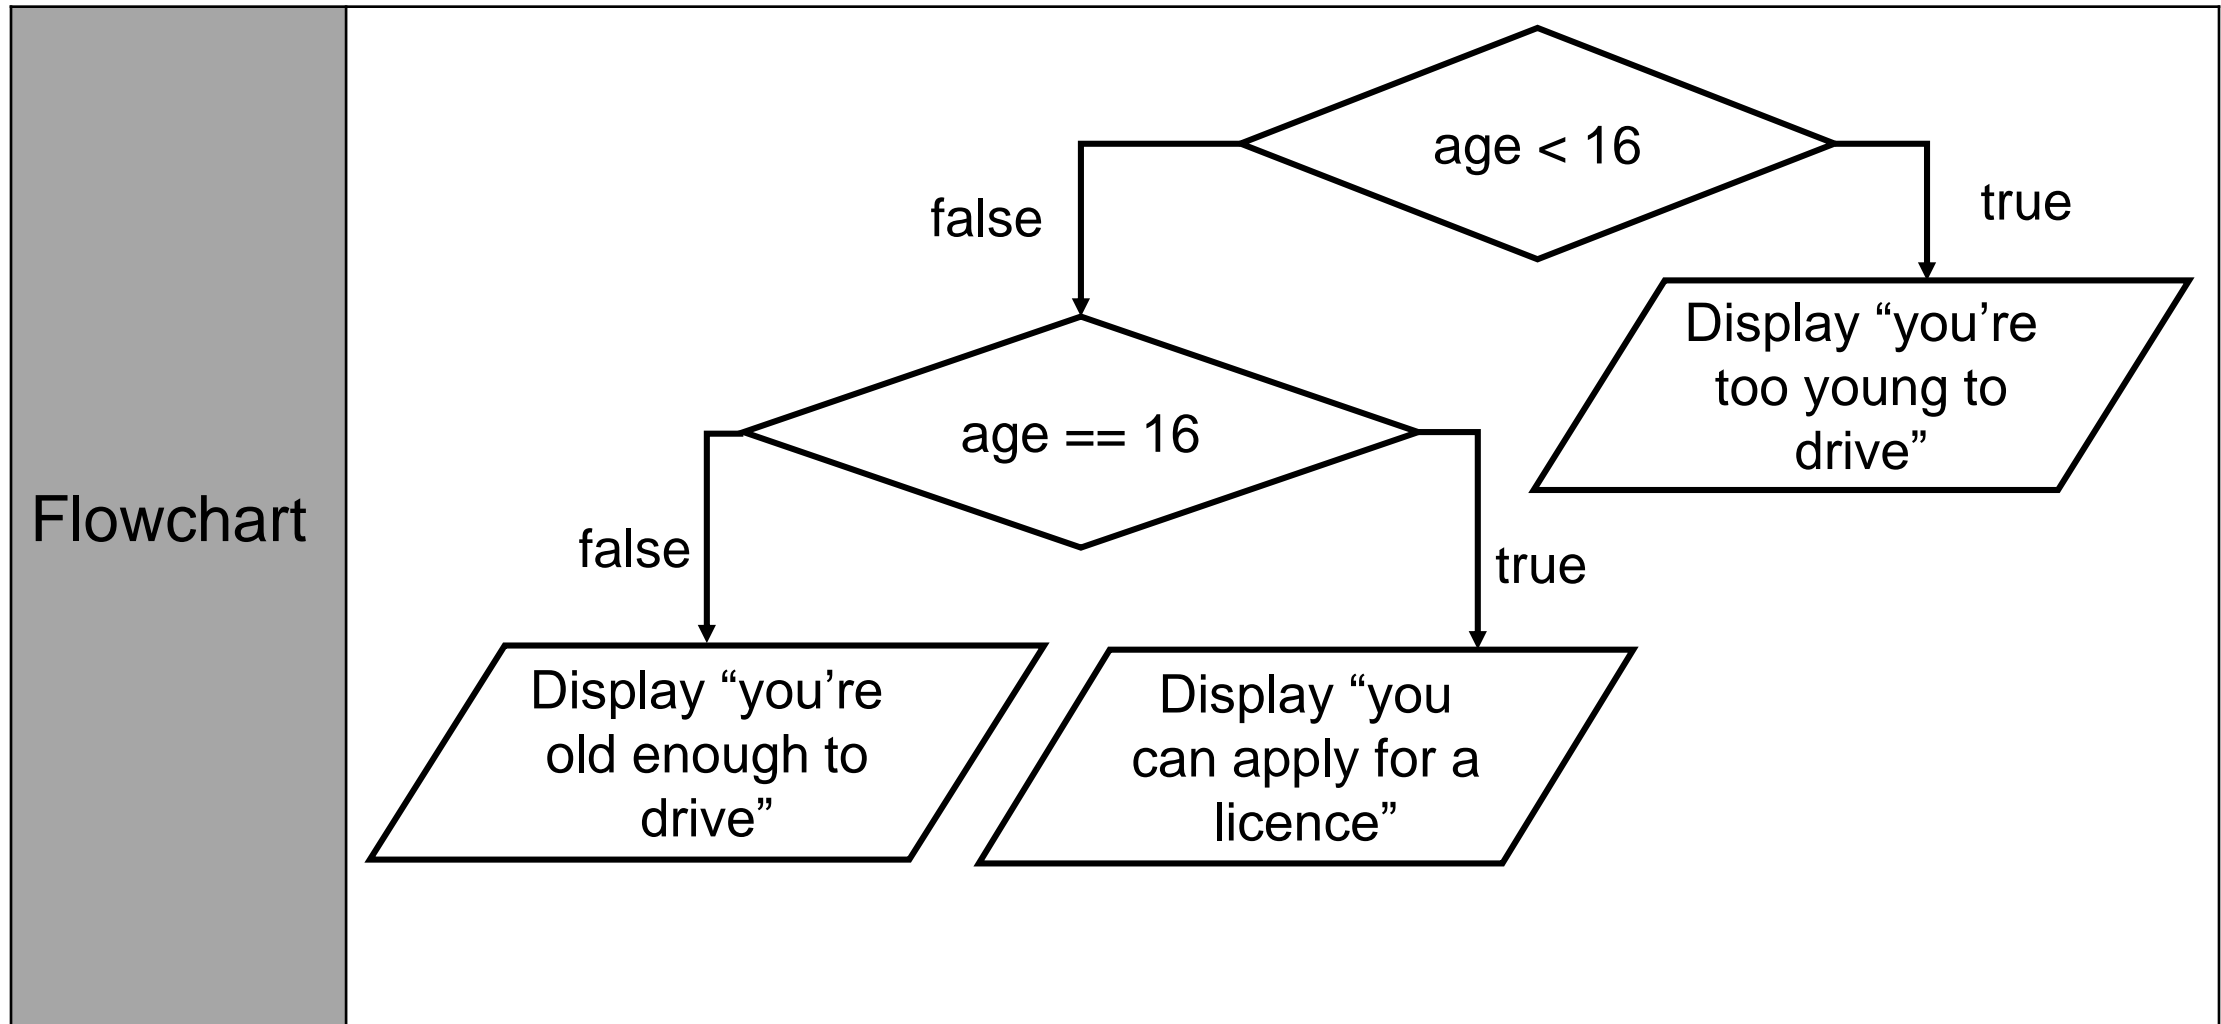 Flowchart
age < 16
false
true
Display “you’re
too young to
drive”
age == 16
false
true
Display “you’re
old enough to
drive”
Display “you
can apply for a
licence”